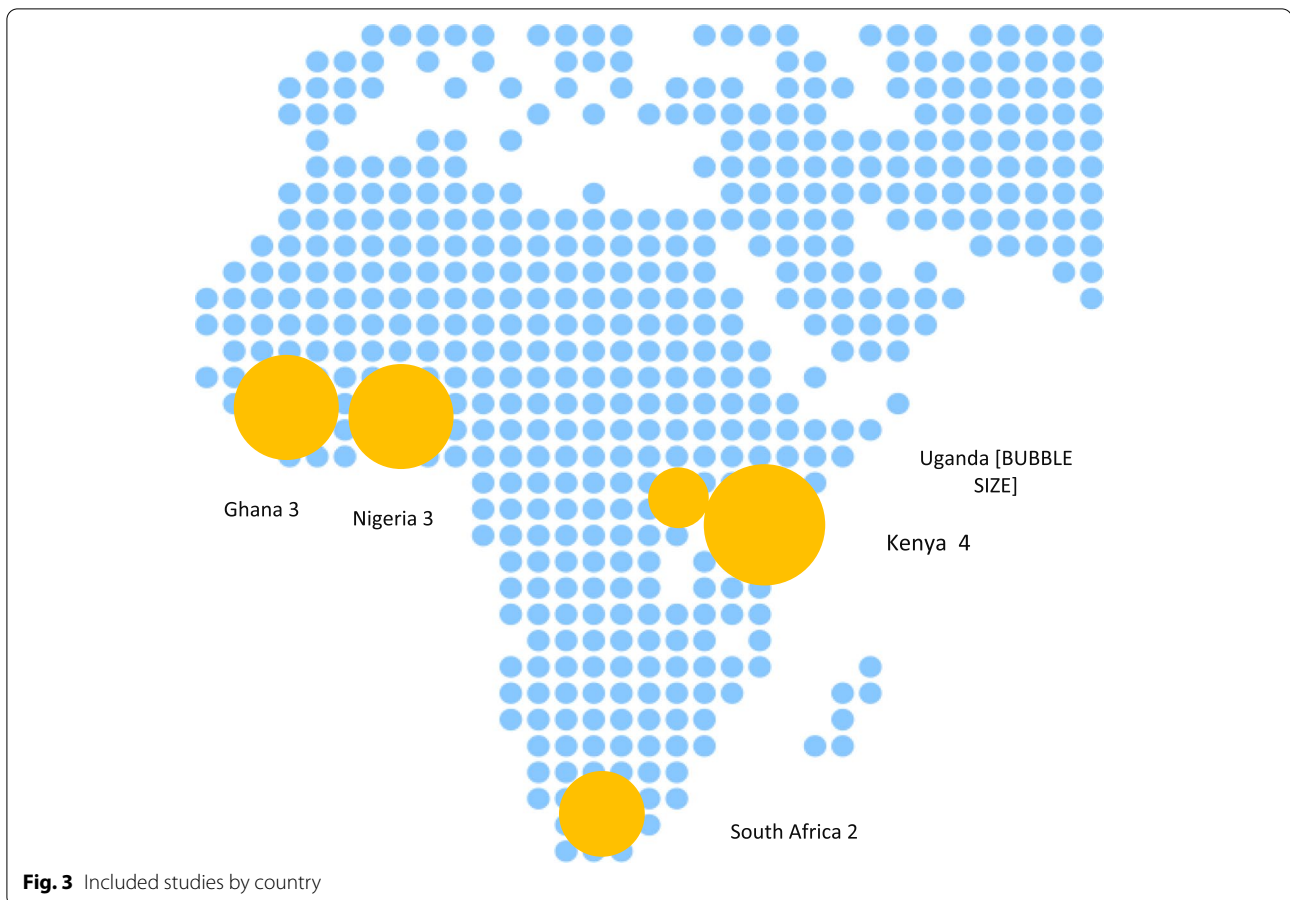 Uganda [BUBBLE
SIZE]
Ghana 3
Nigeria 3
Kenya 4
South Africa 2
Fig. 3 Included studies by country